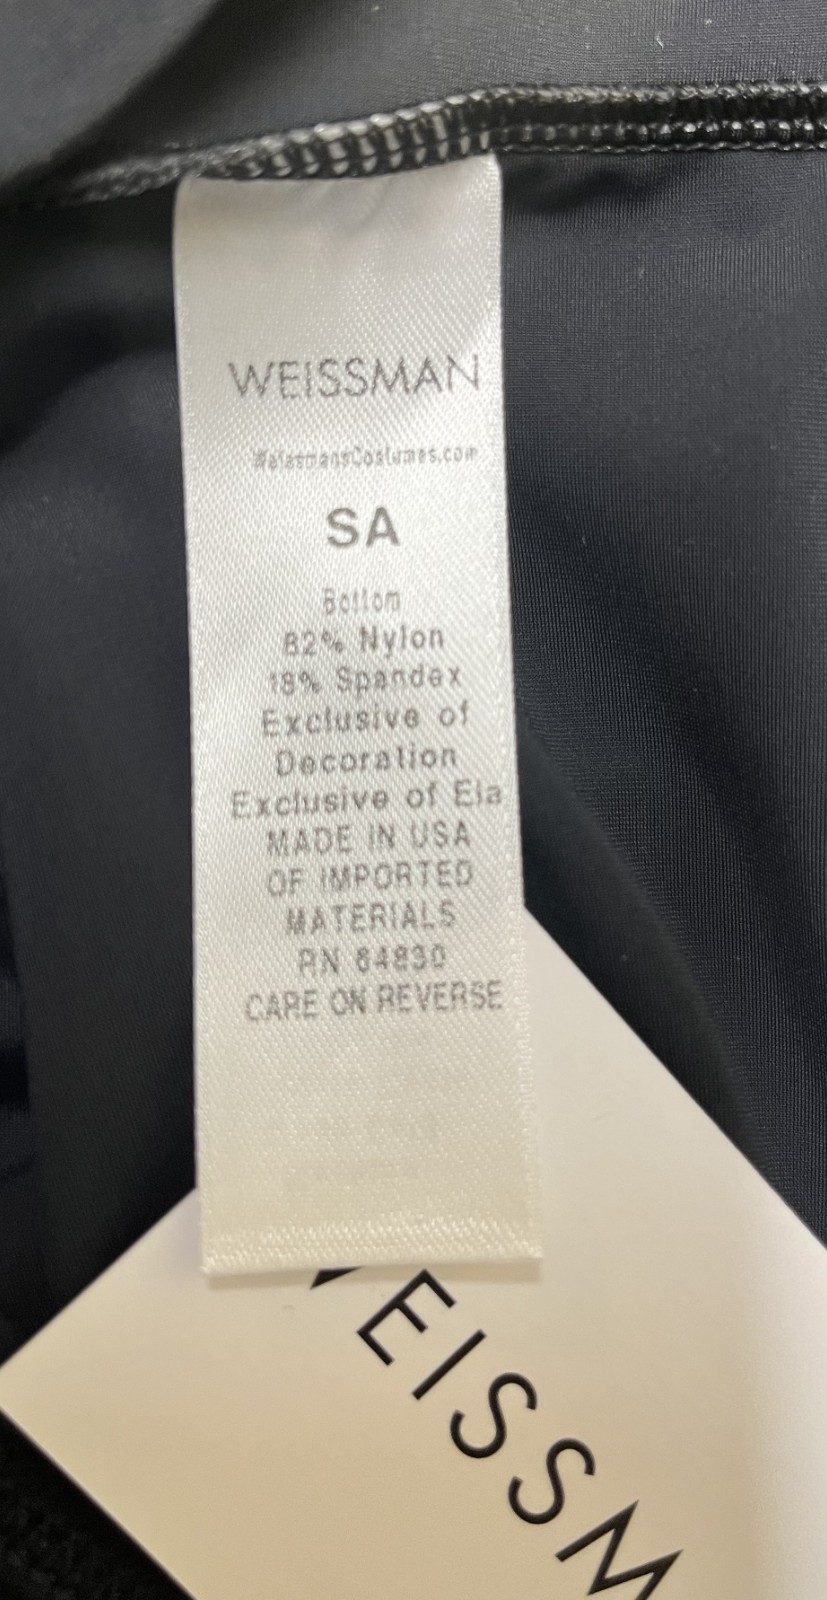 WEISSMAN
WeissmansCostumes.com
SA
Bottom
82% Nylon
18% Spandex
Exclusive of
Decoration
Exclusive of Ela
MADE IN USA
OF IMPORTED
MATERIALS
RN 64830
CARE ON REVERSE
EISSM